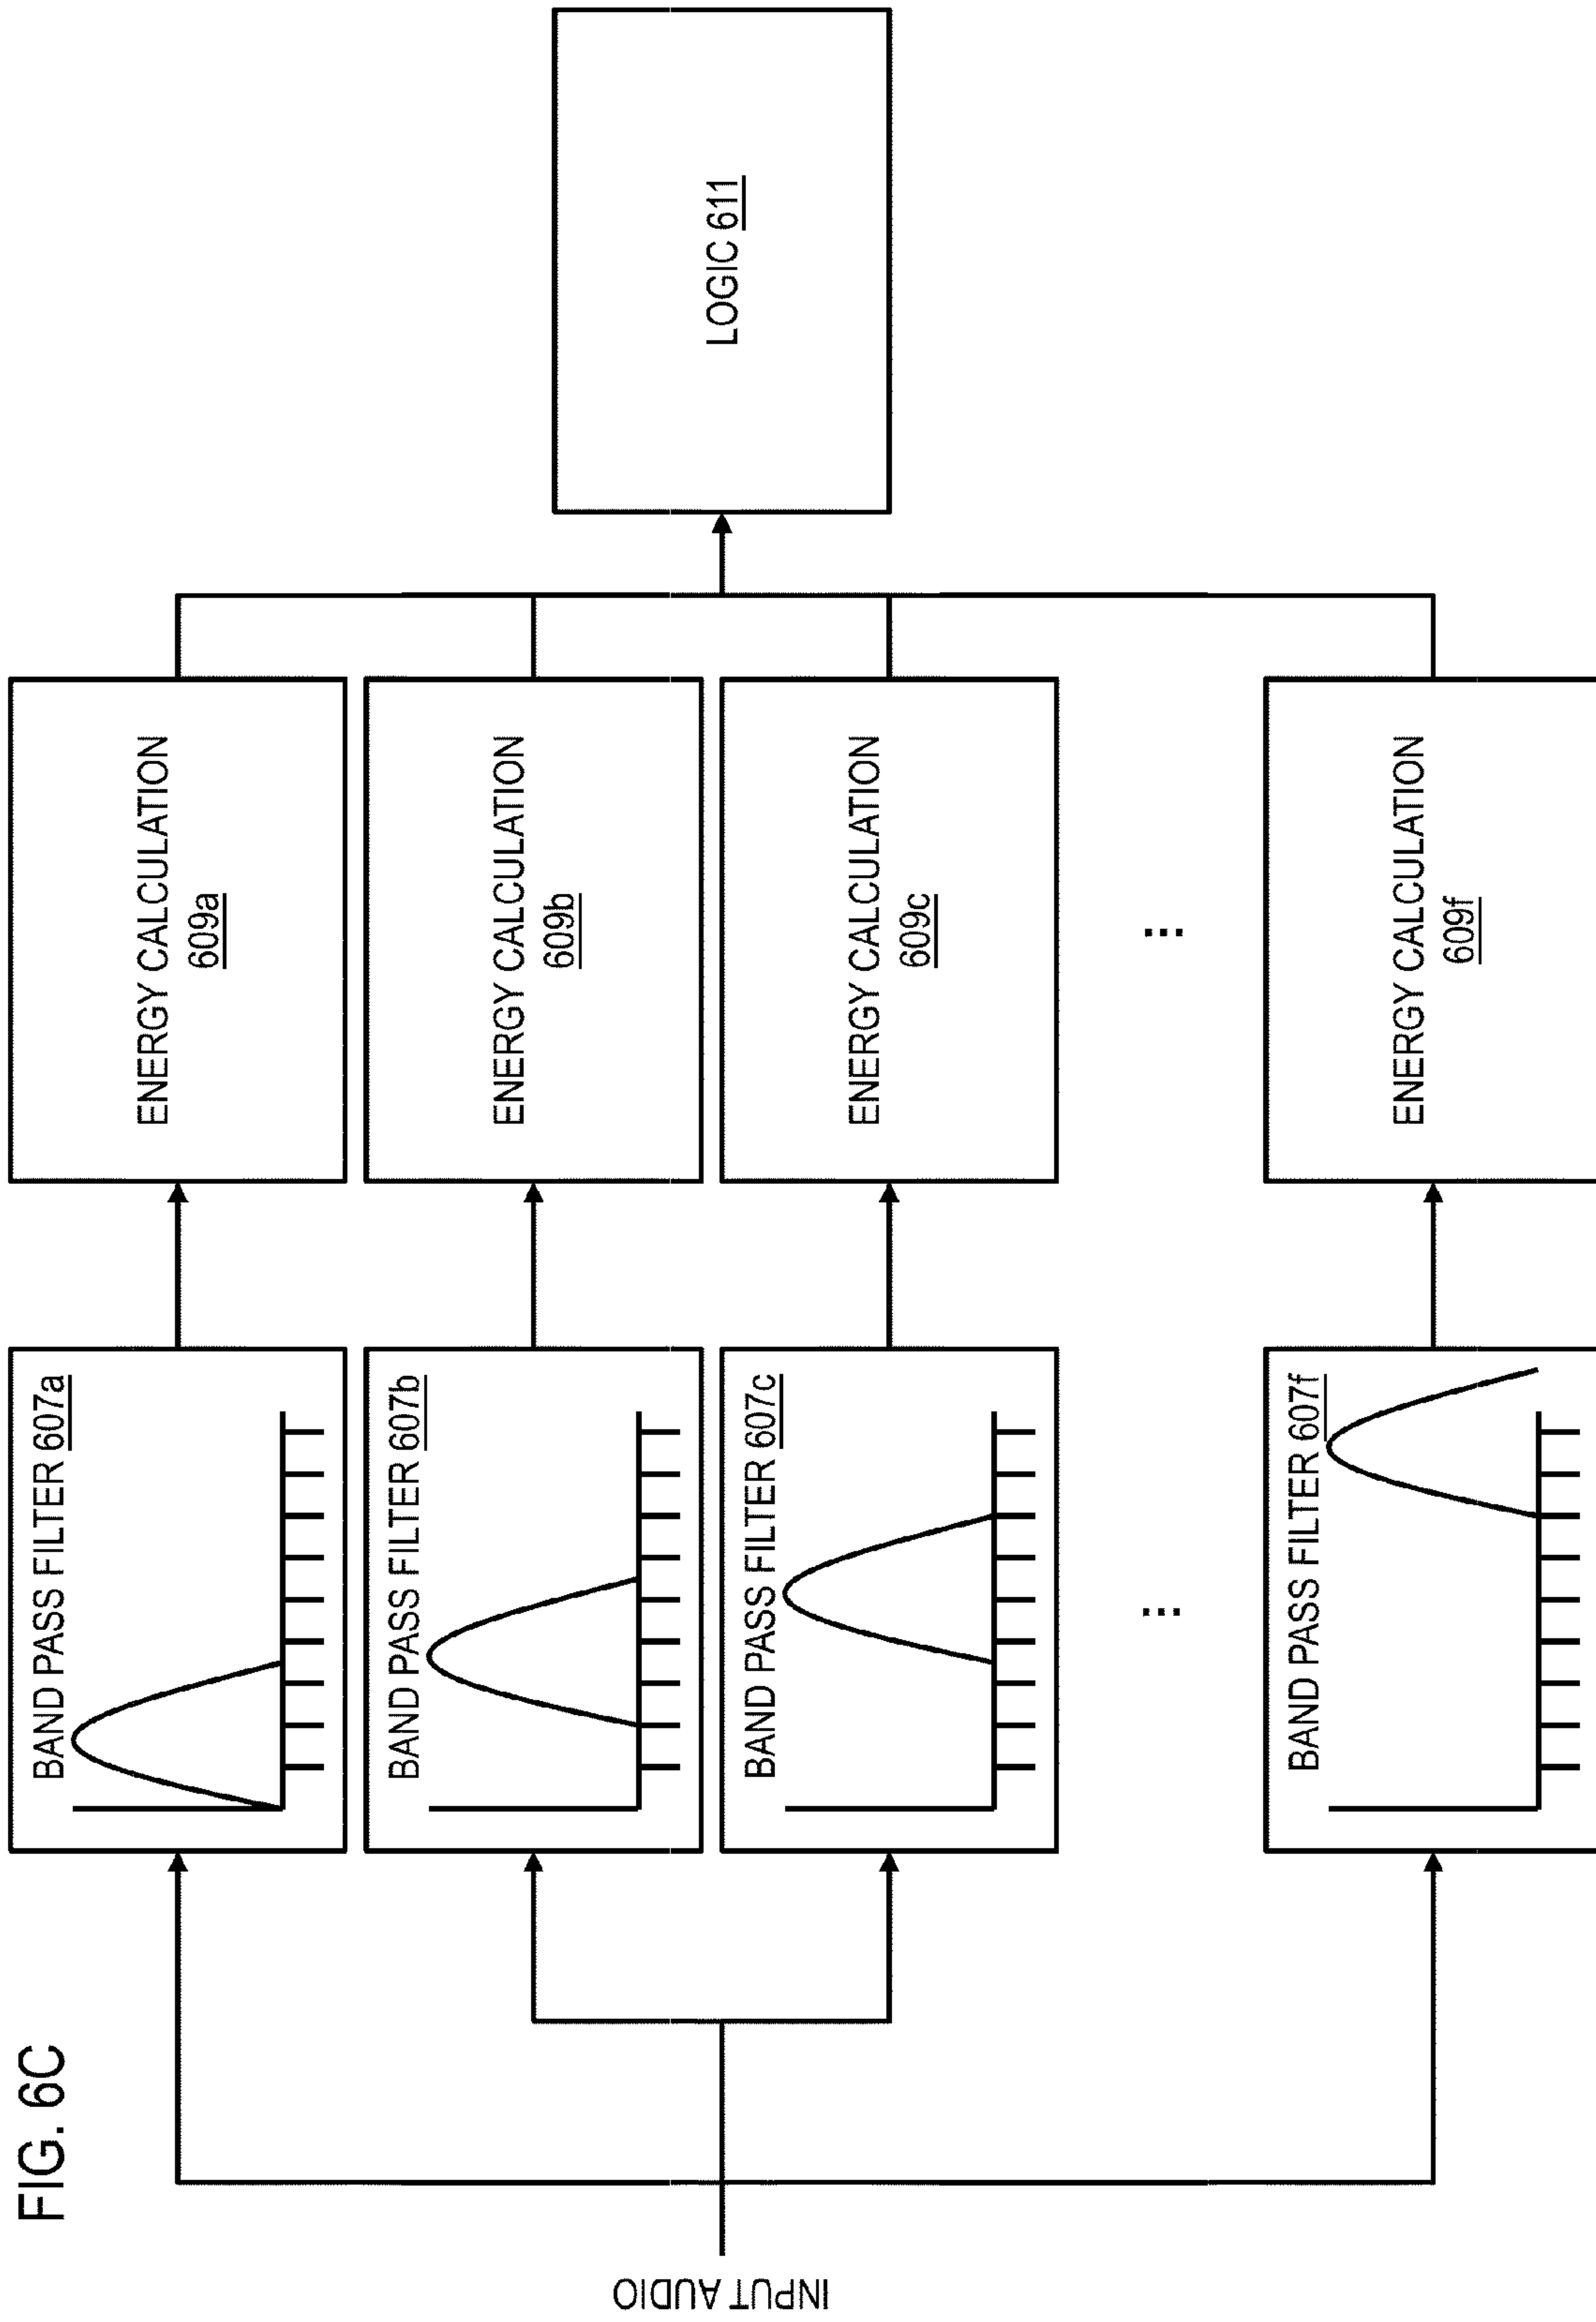 FIG. 6C
INPUT AUDIO
BAND PASS FILTER 607a
ENERGY CALCULATION
609a
BAND PASS FILTER 607b
ENERGY CALCULATION
609b
BAND PASS FILTER 607c
ENERGY CALCULATION
609c
...
...
BAND PASS FILTER 607f
ENERGY CALCULATION
609f
LOGIC 611